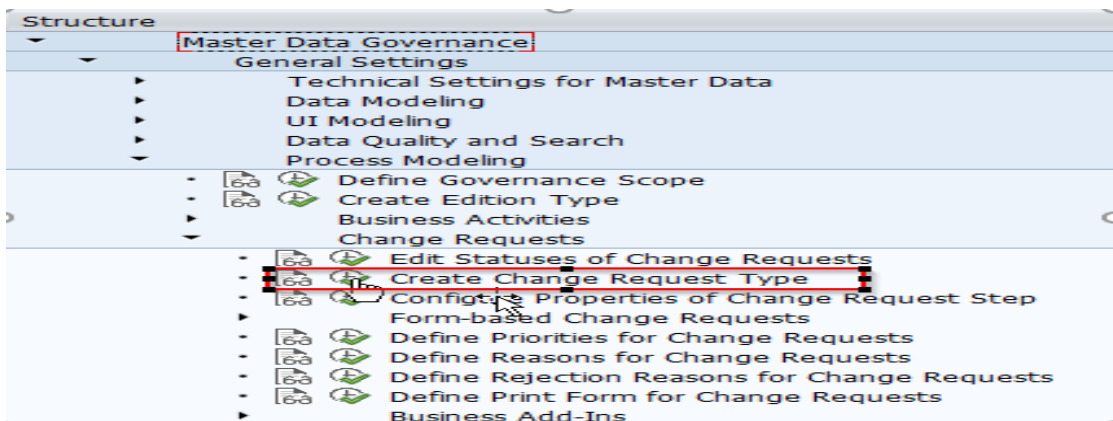 Structure
Master Data Governance
General Settings
Technical Settings for Master Data
Data Modeling
UI Modeling
Data Quality and Search
Process Modeling
Define Governance Scope
Create Edition Type
Business Activities
Change Requests
Edit Statuses of Change Requests
Create Change Request Type
Configure Properties of Change Request Step
Form-based Change Requests
Define Priorities for Change Requests
Define Reasons for Change Requests
Define Rejection Reasons for Change Requests
Define Print Form for Change Requests
Business Add-Ins